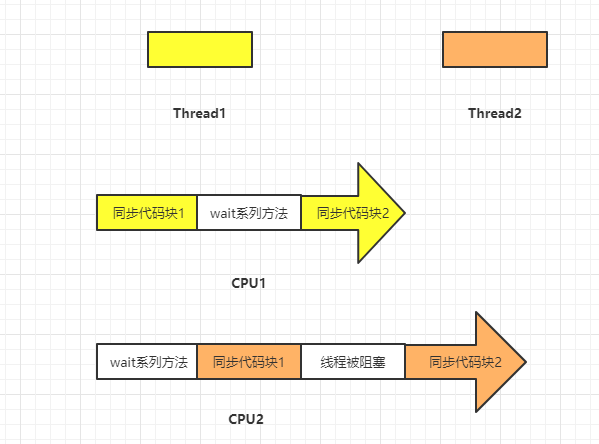 Thread1
Thread2
同步代码块1
wait系列方法
同步代码块2
CPU1
wait系列方法
同步代码块1
线程被阻塞
同步代码块2
CPU2